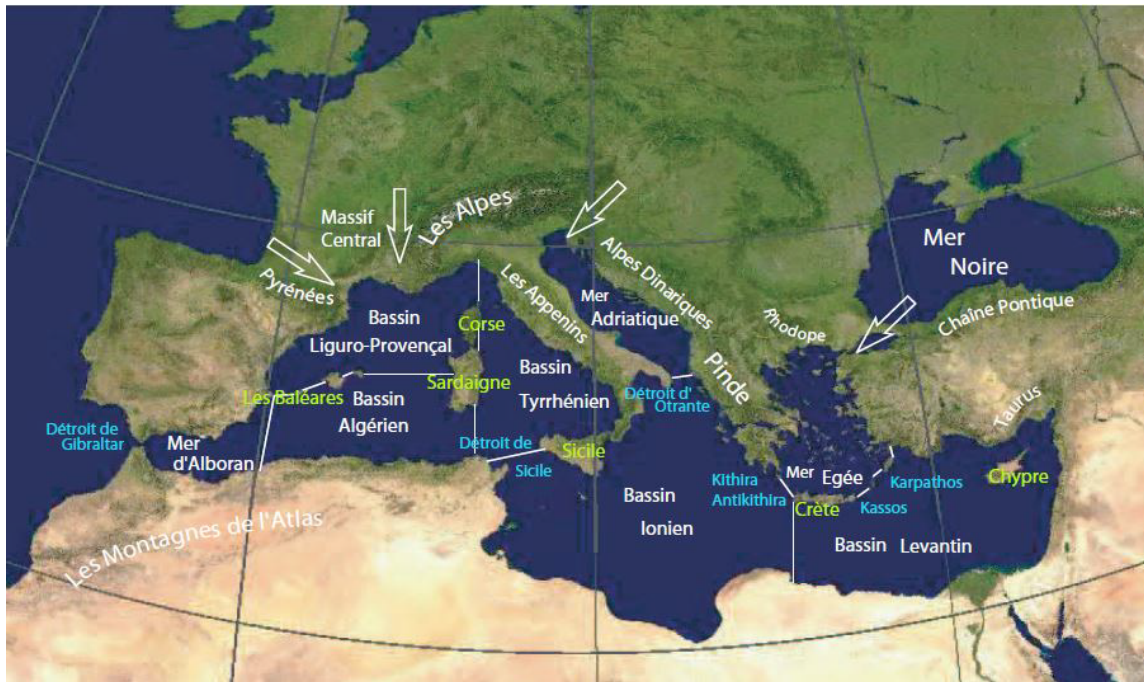 Massif
Central
Les Alpes
Pyrénées
Alpes Dinariques
Mer
Noire
Chaîne Pontique
Rhodope
Les Appenins
Mer
Adriatique
Bassin
Liguro-Provençal
Corse
Pinde
Bassin
Tyrrhénien
Sardaigne
Les Baléares
Bassin
Algérien
Détroit d'
Otrante
Taurus
Détroit de
Gibraltar
Mer
d'Alboran
Détroit de
Sicile
Sicile
Kithira
Antikithira
Mer
Egée
Karpathos
Chypre
Crète
Kassos
Bassin
Ionien
Bassin Levantin
Les Montagnes de l'Atlas